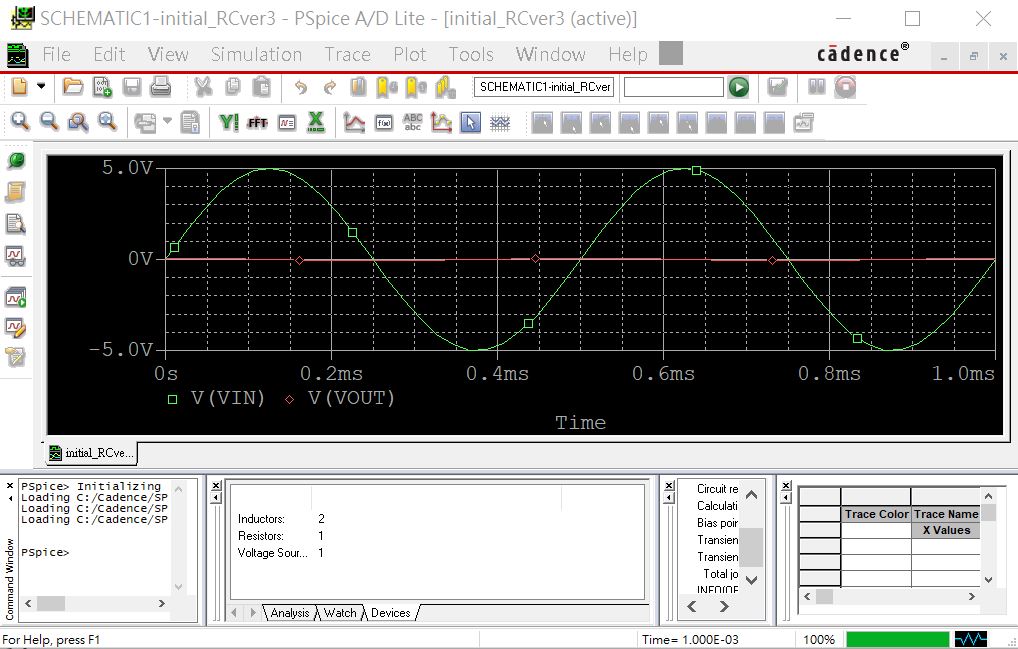 SCHEMATIC1-initial_RCver3 - PSpice A/D Lite - [initial_RCver3 (active)]
File Edit View Simulation Trace Plot Tools Window Help cādence®
SCHEMATIC1-initial_RCver
FFT
ABC
abc
5.0V
0V
-5.0V
0s 0.2ms 0.4ms 0.6ms 0.8ms 1.0ms
V(VIN) V(VOUT)
Time
initial_RCve...
Command Window
PSpice> Initializing
Loading C:/Cadence/SP
Loading C:/Cadence/SP
Loading C:/Cadence/SP
PSpice>
Inductors: 2
Resistors: 1
Voltage Sour... 1
Analysis Watch Devices
Circuit re
Calculati
Bias poin
Transien
Transien
Total jo
Trace Color Trace Name
X Values
For Help, press F1
Time= 1.000E-03 100%